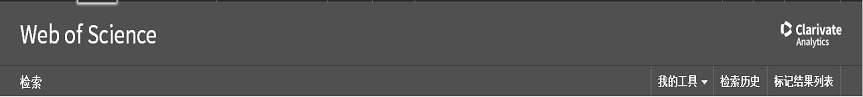 Web of Science
Clarivate
Analytics
检索
我的工具 检索历史 标记结果列表